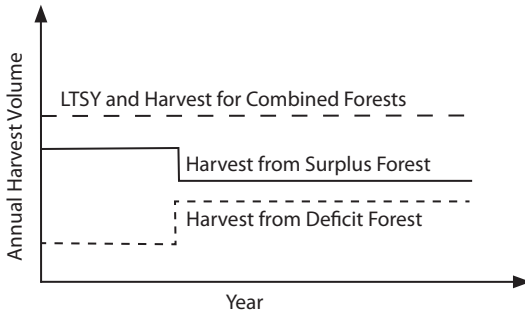 LTSY and Harvest for Combined Forests
Annual Harvest Volume
Harvest from Surplus Forest
Harvest from Deficit Forest
Year